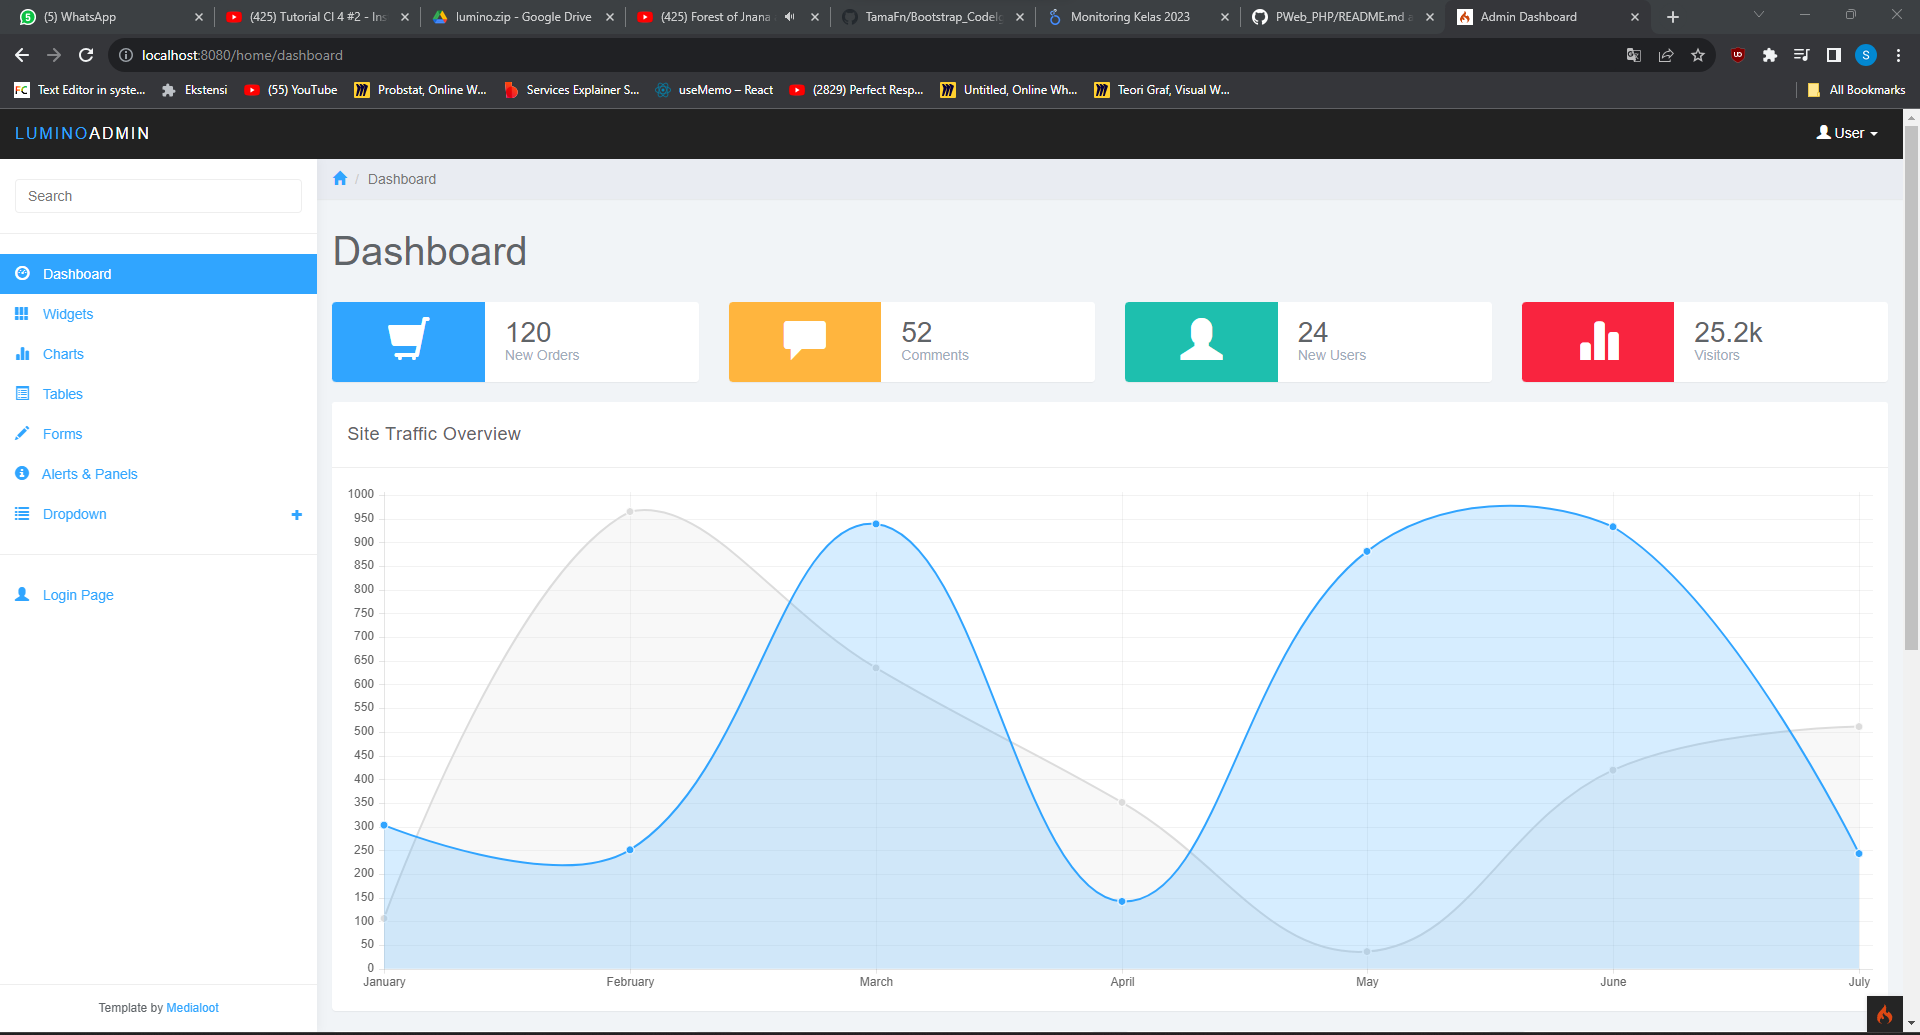 (5) WhatsApp
(425) Tutorial CI 4 #2 - Ins
lumino.zip - Google Drive
(425) Forest of Jnana
TamaFn/Bootstrap_CodeIg
Monitoring Kelas 2023
PWeb_PHP/README.md a
Admin Dashboard
localhost:8080/home/dashboard
UD
S
FC Text Editor in syste...
Ekstensi
(55) YouTube
Probstat, Online W...
Services Explainer S...
useMemo – React
(2829) Perfect Resp...
Untitled, Online Wh...
Teori Graf, Visual W...
All Bookmarks
LUMINOADMIN
User
Search
/ Dashboard
Dashboard
Dashboard
Widgets
Charts
Tables
Forms
Alerts & Panels
Dropdown
Login Page
Template by Medialoot
120
New Orders
52
Comments
24
New Users
25.2k
Visitors
Site Traffic Overview
1000
950
900
850
800
750
700
650
600
550
500
450
400
350
300
250
200
150
100
50
0
January February March April May June July